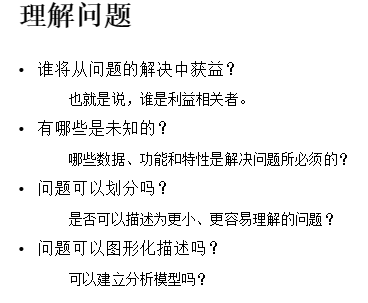 理解问题
• 谁将从问题的解决中获益？
也就是说，谁是利益相关者。
• 有哪些是未知的？
哪些数据、功能和特性是解决问题所必须的？
• 问题可以划分吗？
是否可以描述为更小、更容易理解的问题？
• 问题可以图形化描述吗？
可以建立分析模型吗？